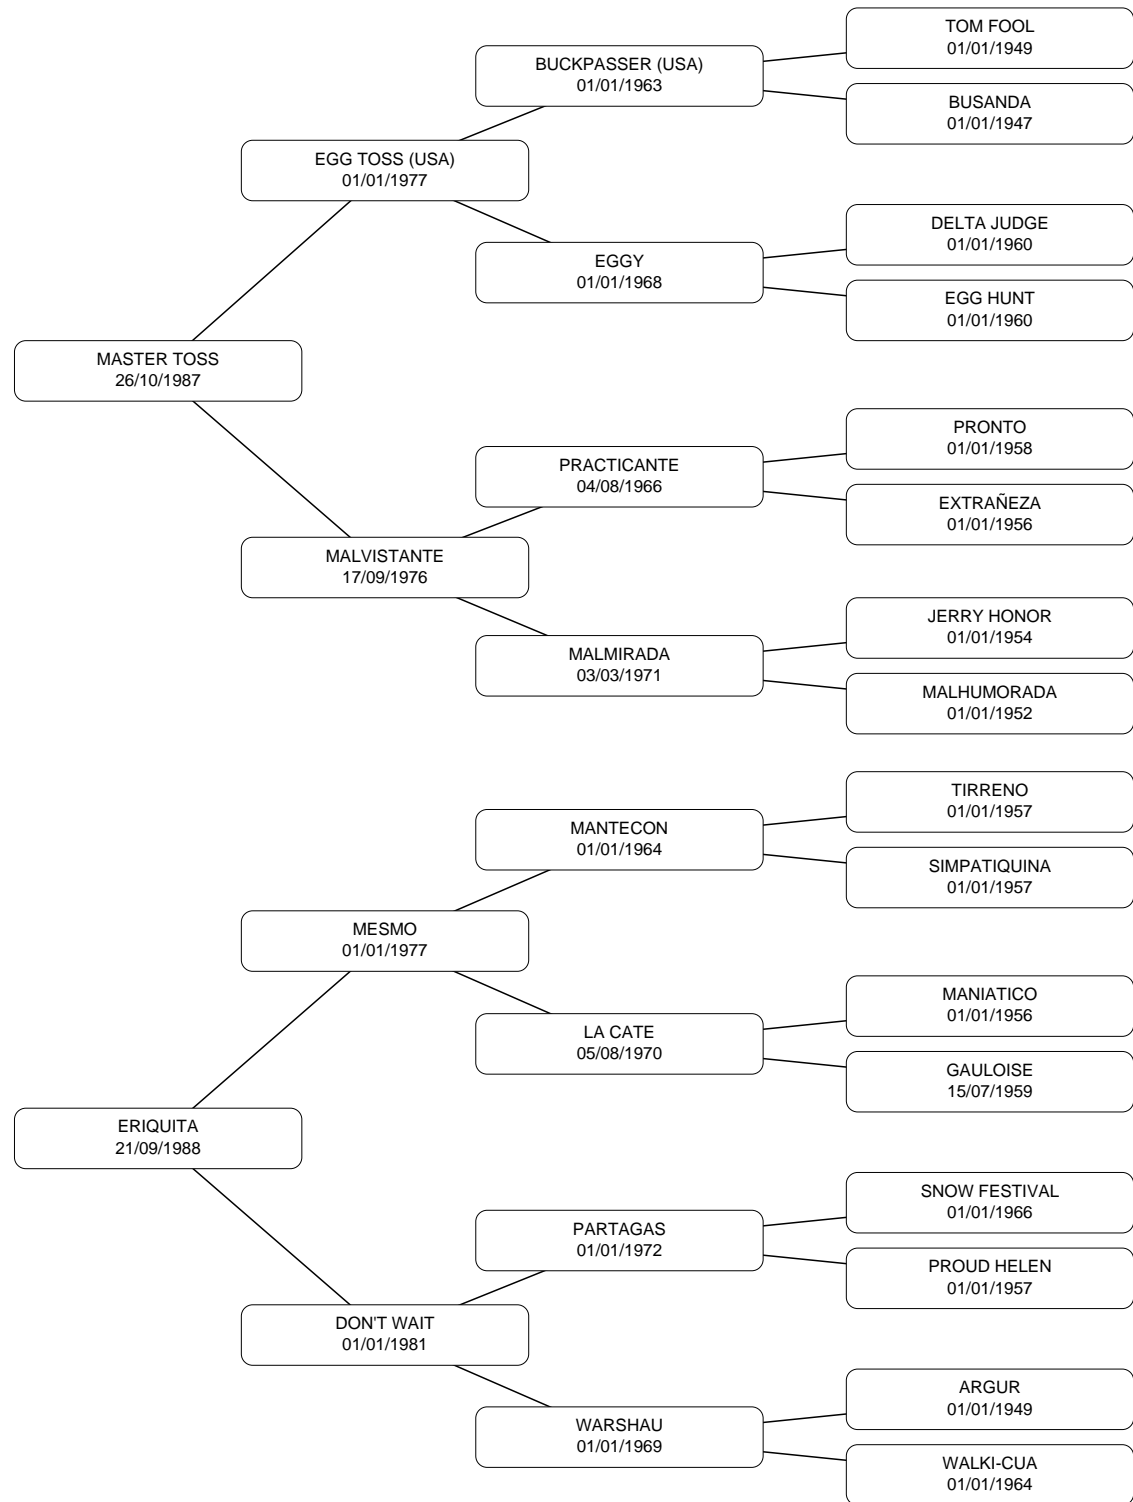 TOM FOOL
01/01/1949
BUCKPASSER (USA)
01/01/1963
BUSANDA
01/01/1947
EGG TOSS (USA)
01/01/1977
DELTA JUDGE
01/01/1960
EGGY
01/01/1968
EGG HUNT
01/01/1960
MASTER TOSS
26/10/1987
PRONTO
01/01/1958
PRACTICANTE
04/08/1966
EXTRAÑEZA
01/01/1956
MALVISTANTE
17/09/1976
JERRY HONOR
01/01/1954
MALMIRADA
03/03/1971
MALHUMORADA
01/01/1952
TIRRENO
01/01/1957
MANTECON
01/01/1964
SIMPATIQUINA
01/01/1957
MESMO
01/01/1977
MANIATICO
01/01/1956
LA CATE
05/08/1970
GAULOISE
15/07/1959
ERIQUITA
21/09/1988
SNOW FESTIVAL
01/01/1966
PARTAGAS
01/01/1972
PROUD HELEN
01/01/1957
DON'T WAIT
01/01/1981
ARGUR
01/01/1949
WARSHAU
01/01/1969
WALKI-CUA
01/01/1964